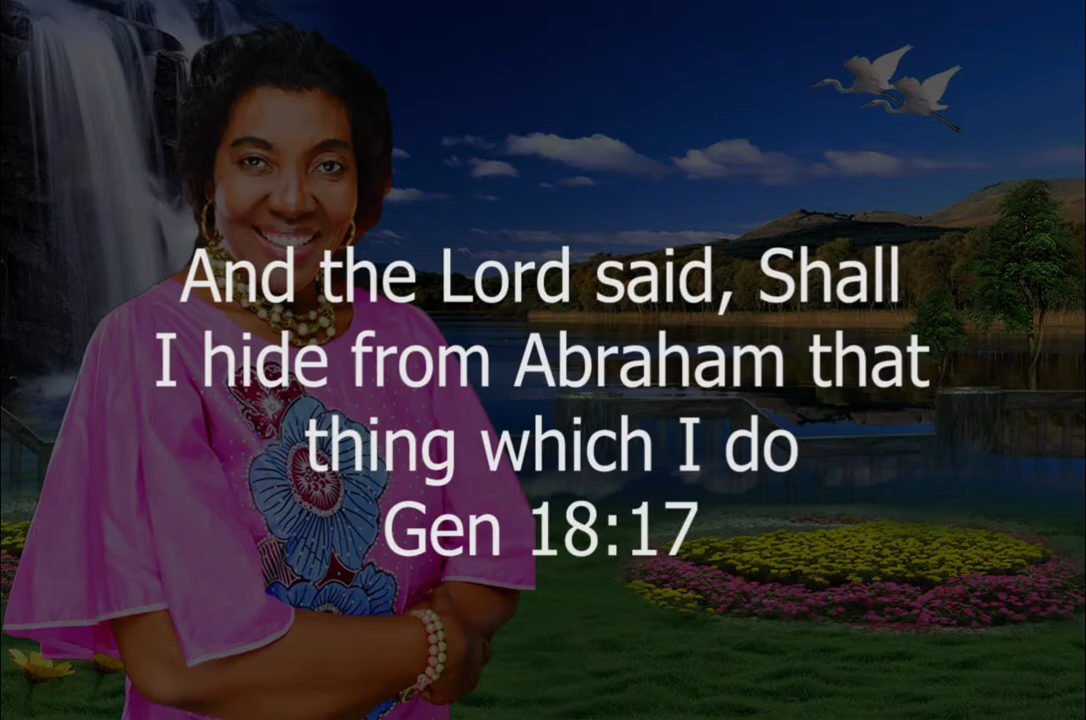 And the Lord said, Shall
I hide from Abraham that
thing which I do
Gen 18:17